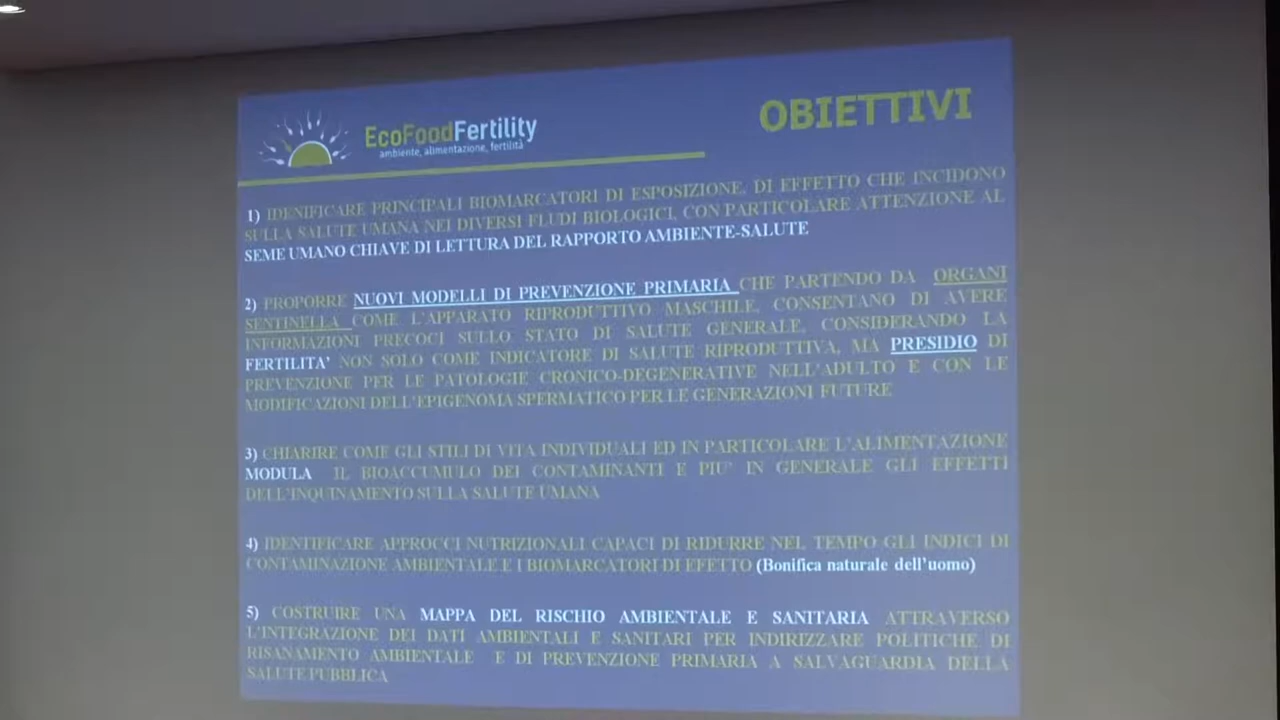 EcoFoodFertility
ambiente, alimentazione, fertilità
OBIETTIVI
1) IDENIFICARE PRINCIPALI BIOMARCATORI DI ESPOSIZIONE, DI EFFETTO CHE INCIDONO
SULLA SALUTE UMANA NEI DIVERSI FLUDI BIOLOGICI, CON PARTICOLARE ATTENZIONE AL
SEME UMANO CHIAVE DI LETTURA DEL RAPPORTO AMBIENTE-SALUTE
2) PROPORRE NUOVI MODELLI DI PREVENZIONE PRIMARIA CHE PARTENDO DA ORGANI
SENTINELLA COME L'APPARATO RIPRODUTTIVO MASCHILE, CONSENTANO DI AVERE
INFORMAZIONI PRECOCI SULLO STATO DI SALUTE GENERALE, CONSIDERANDO LA
FERTILITA' NON SOLO COME INDICATORE DI SALUTE RIPRODUTTIVA, MA PRESIDIO DI
PREVENZIONE PER LE PATOLOGIE CRONICO-DEGENERATIVE NELL'ADULTO E CON LE
MODIFICAZIONI DELL'EPIGENOMA SPERMATICO PER LE GENERAZIONI FUTURE
3) CHIARIRE COME GLI STILI DI VITA INDIVIDUALI ED IN PARTICOLARE L'ALIMENTAZIONE
MODULA IL BIOACCUMULO DEI CONTAMINANTI E PIU' IN GENERALE GLI EFFETTI
DELL'INQUINAMENTO SULLA SALUTE UMANA
4) IDENTIFICARE APPROCCI NUTRIZIONALI CAPACI DI RIDURRE NEL TEMPO GLI INDICI DI
CONTAMINAZIONE AMBIENTALE E I BIOMARCATORI DI EFETTO (Bonifica naturale dell'uomo)
5) COSTRUIRE UNA MAPPA DEL RISCHIO AMBIENTALE E SANITARIA ATTRAVERSO
L'INTEGRAZIONE DEI DATI AMBIENTALI E SANITARI PER INDIRIZZARE POLITICHE DI
RISANAMENTO AMBIENTALE E DI PREVENZIONE PRIMARIA A SALVAGUARDIA DELLA
SALUTE PUBBLICA